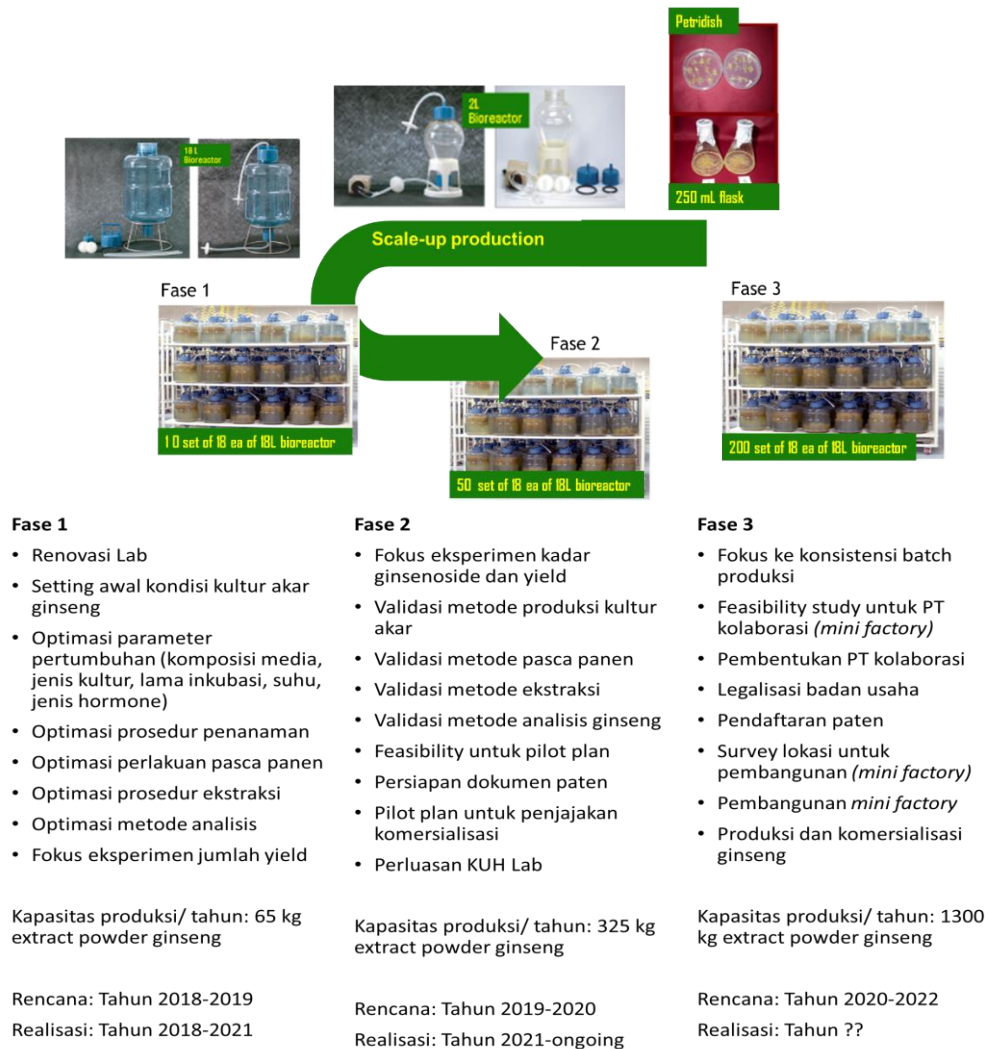 Petridish
2L
Bioreactor
18 L
Bioreactor
250 mL flask
Scale-up production
Fase 1
Fase 3
Fase 2
1 0 set of 18 ea of 18L bioreactor
200 set of 18 ea of 18L bioreactor
50 set of 18 ea of 18L bioreactor
Fase 1
• Renovasi Lab
• Setting awal kondisi kultur akar
ginseng
• Optimasi parameter
pertumbuhan (komposisi media,
jenis kultur, lama inkubasi, suhu,
jenis hormone)
• Optimasi prosedur penanaman
• Optimasi perlakuan pasca panen
• Optimasi prosedur ekstraksi
• Optimasi metode analisis
• Fokus eksperimen jumlah yield
Kapasitas produksi/ tahun: 65 kg
extract powder ginseng
Rencana: Tahun 2018-2019
Realisasi: Tahun 2018-2021
Fase 2
• Fokus eksperimen kadar
ginsenoside dan yield
• Validasi metode produksi kultur
akar
• Validasi metode pasca panen
• Validasi metode ekstraksi
• Validasi metode analisis ginseng
• Feasibility untuk pilot plan
• Persiapan dokumen paten
• Pilot plan untuk penjajakan
komersialisasi
• Perluasan KUH Lab
Kapasitas produksi/ tahun: 325 kg
extract powder ginseng
Rencana: Tahun 2019-2020
Realisasi: Tahun 2021-ongoing
Fase 3
• Fokus ke konsistensi batch
produksi
• Feasibility study untuk PT
kolaborasi (mini factory)
• Pembentukan PT kolaborasi
• Legalisasi badan usaha
• Pendaftaran paten
• Survey lokasi untuk
pembangunan (mini factory)
• Pembangunan mini factory
• Produksi dan komersialisasi
ginseng
Kapasitas produksi/ tahun: 1300
kg extract powder ginseng
Rencana: Tahun 2020-2022
Realisasi: Tahun ??